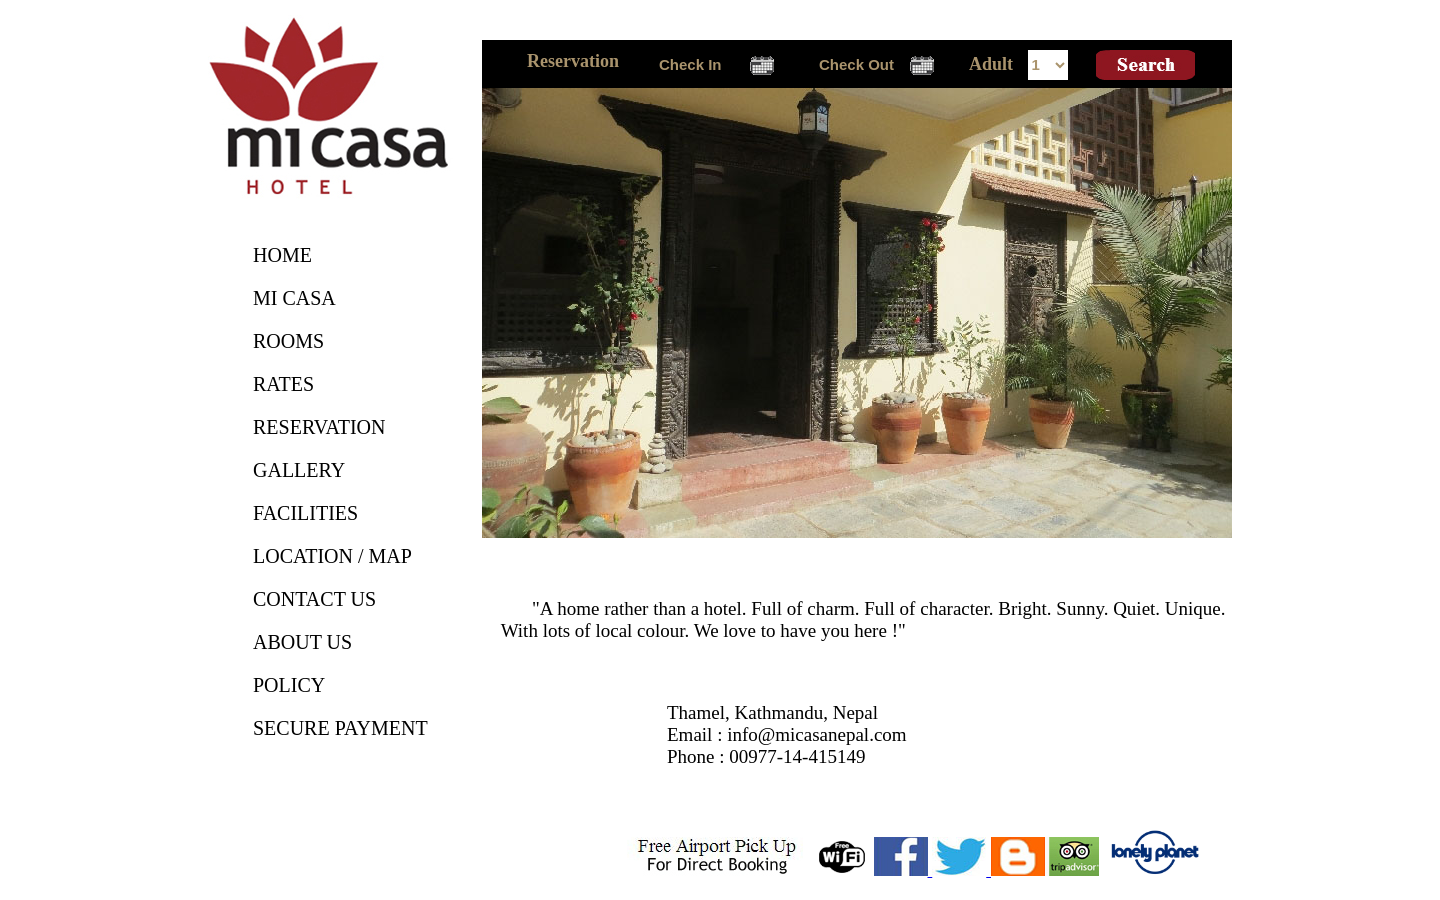 mi casa
HOTEL
Reservation Check In Check Out Adult 1 Search
HOME
MI CASA
ROOMS
RATES
RESERVATION
GALLERY
FACILITIES
LOCATION / MAP
CONTACT US
ABOUT US
POLICY
SECURE PAYMENT
"A home rather than a hotel. Full of charm. Full of character. Bright. Sunny. Quiet. Unique.
With lots of local colour. We love to have you here !"
Thamel, Kathmandu, Nepal
Email : info@micasanepal.com
Phone : 00977-14-415149
Free Airport Pick Up
For Direct Booking
Free
WiFi
tripadvisor
lonely planet